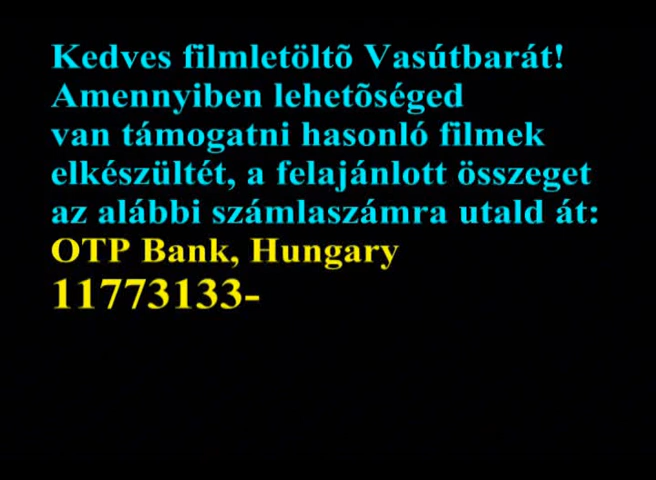 Kedves filmletöltõ Vasútbarát!
Amennyiben lehetõséged
van támogatni hasonló filmek
elkészültét, a felajánlott összeget
az alábbi számlaszámra utald át:
OTP Bank, Hungary
11773133-